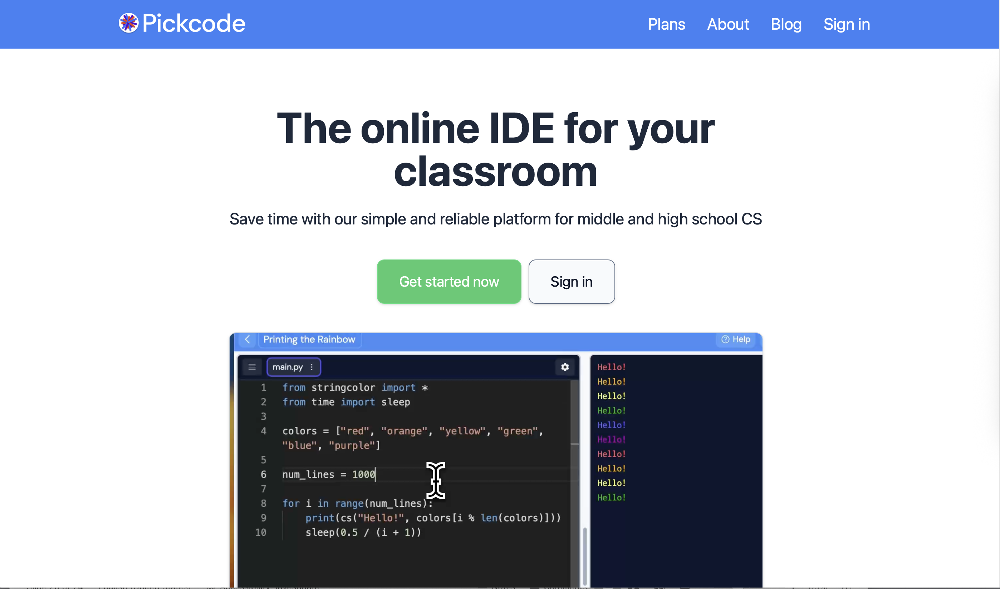 Pickcode
Plans About Blog Sign in
The online IDE for your
classroom
Save time with our simple and reliable platform for middle and high school CS
Get started now Sign in
Printing the Rainbow
Help
main.py
1 from stringcolor import *
2 from time import sleep
3
4 colors = ["red", "orange", "yellow", "green",
"blue", "purple"]
5
6 num_lines = 1000
7
8 for i in range(num_lines):
9 print(cs("Hello!", colors[i % len(colors)]))
10 sleep(0.5 / (i + 1))
Hello!
Hello!
Hello!
Hello!
Hello!
Hello!
Hello!
Hello!
Hello!
Hello!